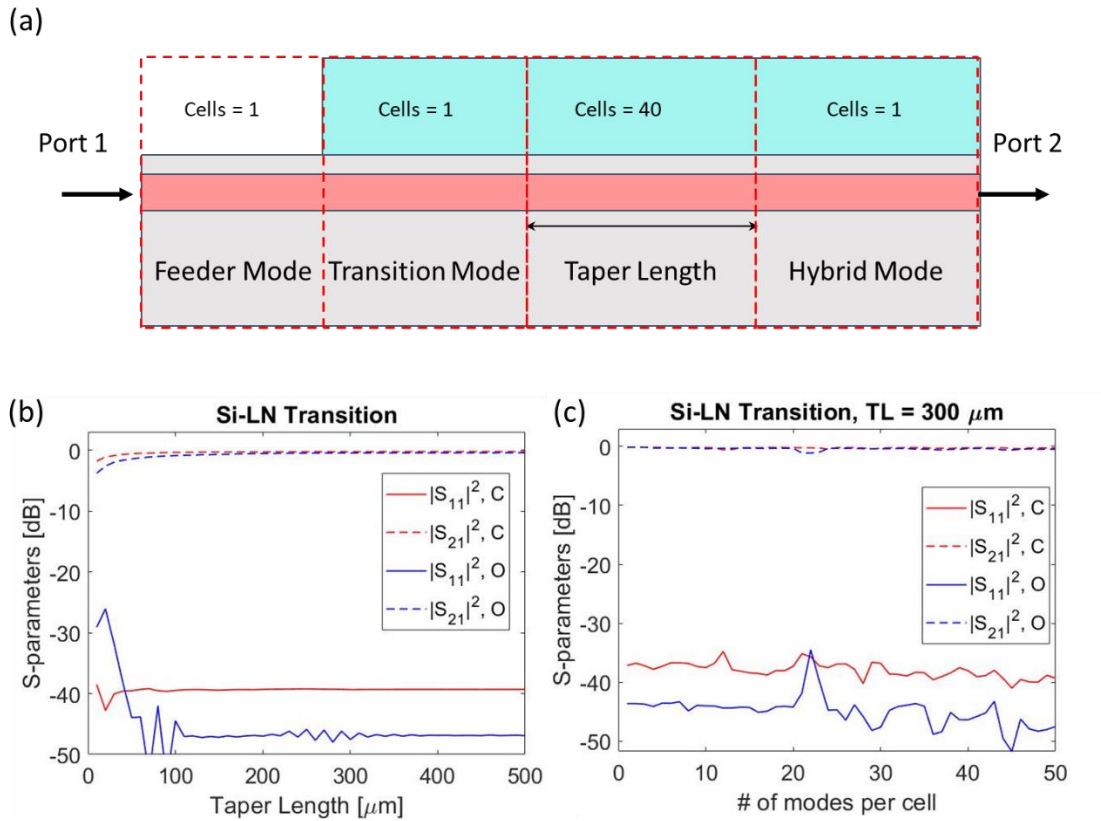 (a)
Cells = 1
Cells = 1
Cells = 40
Cells = 1
Port 1
Port 2
Feeder Mode
Transition Mode
Taper Length
Hybrid Mode
(b)
Si-LN Transition
S-parameters [dB]
0
-10
-20
-30
-40
-50
|S₁₁|², C
|S₂₁|², C
|S₁₁|², O
|S₂₁|², O
0
100
200
300
400
500
Taper Length [μm]
(c)
Si-LN Transition, TL = 300 μm
S-parameters [dB]
0
-10
-20
-30
-40
-50
|S₁₁|², C
|S₂₁|², C
|S₁₁|², O
|S₂₁|², O
0
10
20
30
40
50
# of modes per cell